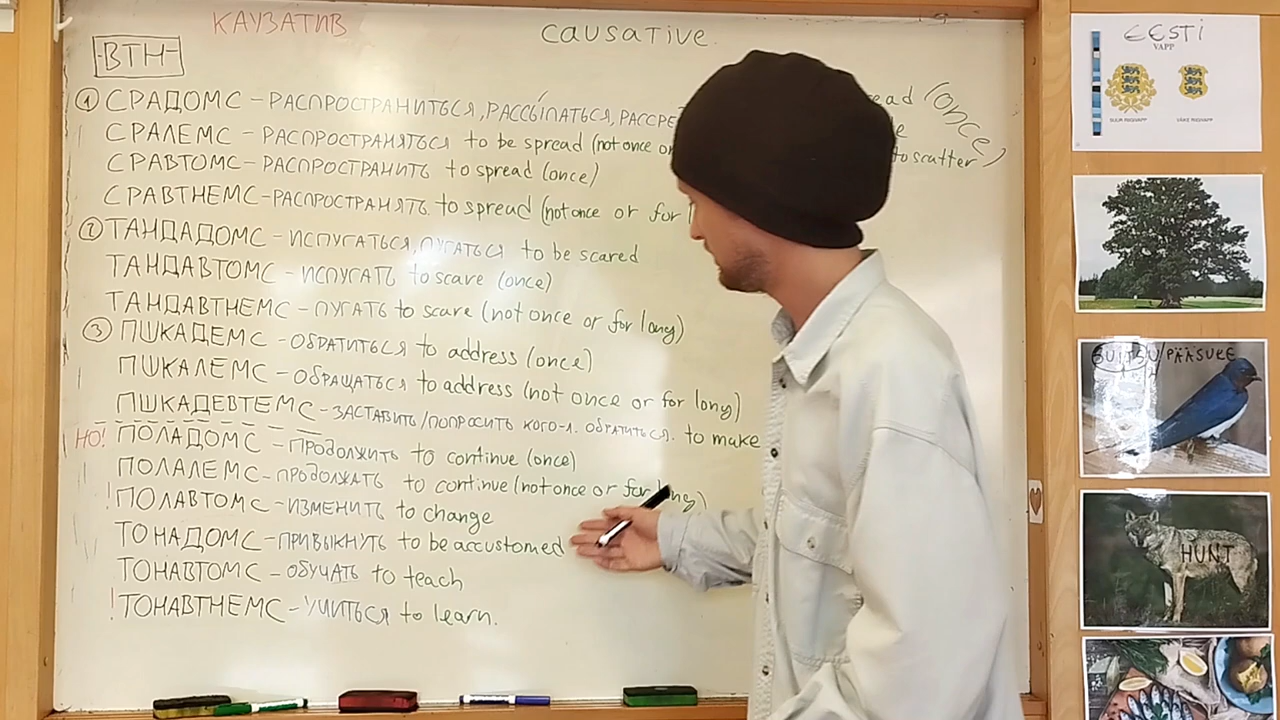 КАУЗАТИВ causative.
-ВТН-
① СРАДОМС – РАСПРОСТРАНИТЬСЯ, РАССЫПАТЬСЯ, РАССРЕ
ead (once)
СРАЛЕМС – РАСПРОСТРАНЯТЬСЯ to be spread (not once or
to scatter
СРАВТОМС – РАСПРОСТРАНИТЬ to spread (once)
СРАВТНЕМС – РАСПРОСТРАНЯТЬ to spread (not once or for l
② ТАНДАДОМС – ИСПУГАТЬСЯ, ПУГАТЬСЯ to be scared
ТАНДАВТОМС – ИСПУГАТЬ to scare (once)
ТАНДАВТНЕМС – ПУГАТЬ to scare (not once or for long)
③ ПШКАДЕМС – ОБРАТИТЬСЯ to address (once)
ПШКАЛЕМС – ОБРАЩАТЬСЯ to address (not once or for long)
ПШКАДЕВТЕМС – ЗАСТАВИТЬ/ПОПРОСИТЬ КОГО-Л. ОБРАТИТЬСЯ. to make
НО! ПОЛАДОМС – ПРОДОЛЖИТЬ to continue (once)
ПОЛАЛЕМС – ПРОДОЛЖАТЬ to continue (not once or for long)
! ПОЛАВТОМС – ИЗМЕНИТЬ to change
ТОНАДОМС – ПРИВЫКНУТЬ to be accustomed
ТОНАВТОМС – ОБУЧАТЬ to teach
! ТОНАВТНЕМС – УЧИТЬСЯ to learn.
EESTI
VAPP
SUUR RIIGIVAPP VÄIKE RIIGIVAPP
SUITSU/PÄÄSUKE
HUNT